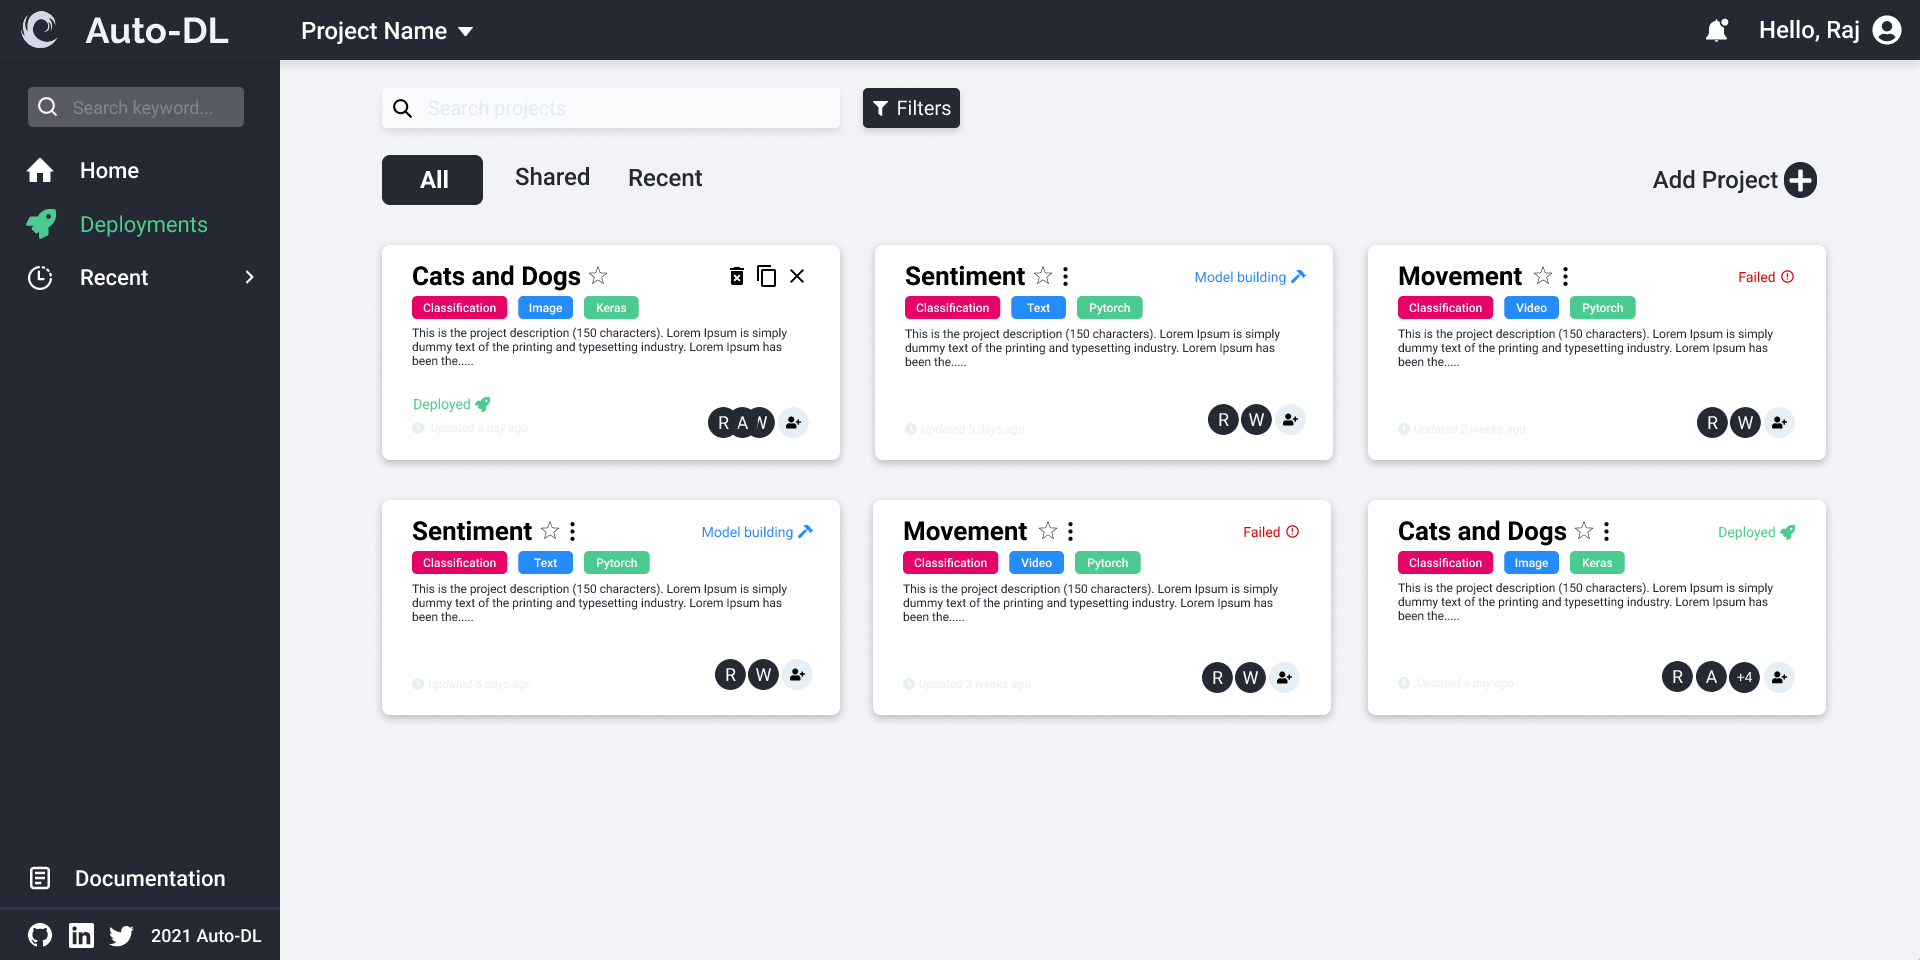 Auto-DL
Project Name
Hello, Raj
Search keyword...
Home
Deployments
Recent
Documentation
2021 Auto-DL
Search projects
Filters
All
Shared
Recent
Add Project
Cats and Dogs
Classification
Image
Keras
This is the project description (150 characters). Lorem Ipsum is simply
dummy text of the printing and typesetting industry. Lorem Ipsum has
been the.....
Deployed
Updated a day ago
R
A
W
Sentiment
Model building
Classification
Text
Pytorch
This is the project description (150 characters). Lorem Ipsum is simply
dummy text of the printing and typesetting industry. Lorem Ipsum has
been the.....
Updated 5 days ago
R
W
Movement
Failed
Classification
Video
Pytorch
This is the project description (150 characters). Lorem Ipsum is simply
dummy text of the printing and typesetting industry. Lorem Ipsum has
been the.....
Updated 2 weeks ago
R
W
Sentiment
Model building
Classification
Text
Pytorch
This is the project description (150 characters). Lorem Ipsum is simply
dummy text of the printing and typesetting industry. Lorem Ipsum has
been the.....
Updated 5 days ago
R
W
Movement
Failed
Classification
Video
Pytorch
This is the project description (150 characters). Lorem Ipsum is simply
dummy text of the printing and typesetting industry. Lorem Ipsum has
been the.....
Updated 2 weeks ago
R
W
Cats and Dogs
Deployed
Classification
Image
Keras
This is the project description (150 characters). Lorem Ipsum is simply
dummy text of the printing and typesetting industry. Lorem Ipsum has
been the.....
Updated a day ago
R
A
+4